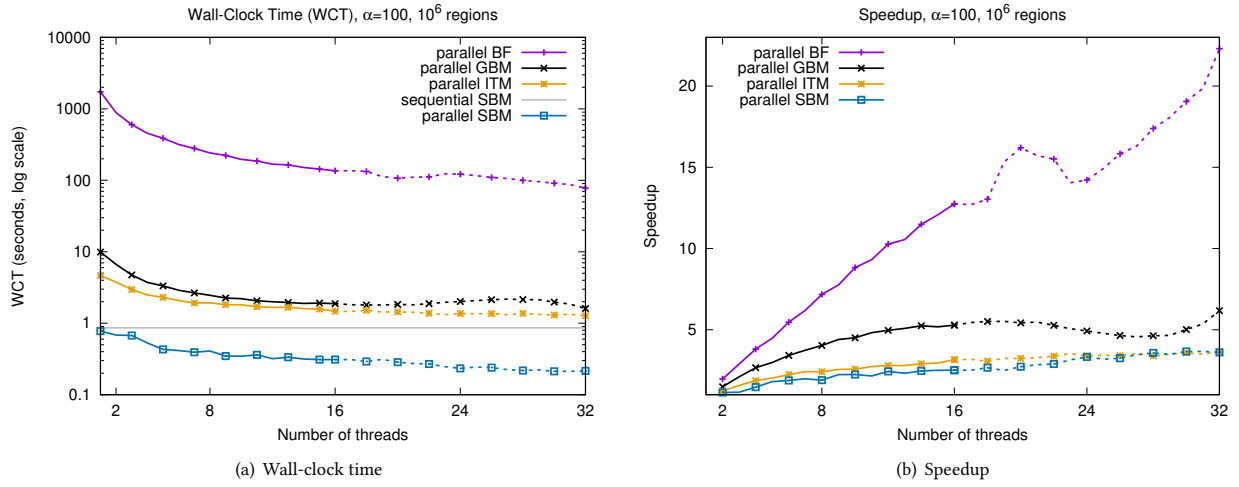 Wall-Clock Time (WCT), α=100, 10⁶ regions
10000
1000
100
10
1
0.1
WCT (seconds, log scale)
parallel BF
parallel GBM
parallel ITM
sequential SBM
parallel SBM
2 8 16 24 32
Number of threads
(a) Wall-clock time
Speedup, α=100, 10⁶ regions
20
15
10
5
Speedup
parallel BF
parallel GBM
parallel ITM
parallel SBM
2 8 16 24 32
Number of threads
(b) Speedup